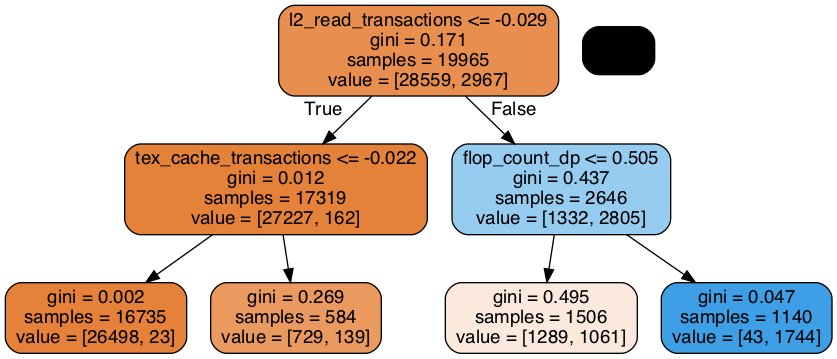 l2_read_transactions <= -0.029
gini = 0.171
samples = 19965
value = [28559, 2967]
True
False
tex_cache_transactions <= -0.022
gini = 0.012
samples = 17319
value = [27227, 162]
flop_count_dp <= 0.505
gini = 0.437
samples = 2646
value = [1332, 2805]
gini = 0.002
samples = 16735
value = [26498, 23]
gini = 0.269
samples = 584
value = [729, 139]
gini = 0.495
samples = 1506
value = [1289, 1061]
gini = 0.047
samples = 1140
value = [43, 1744]